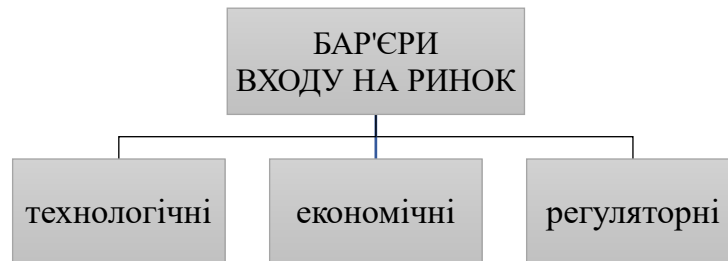 БАР'ЄРИ
ВХОДУ НА РИНОК
технологічні
економічні
регуляторні